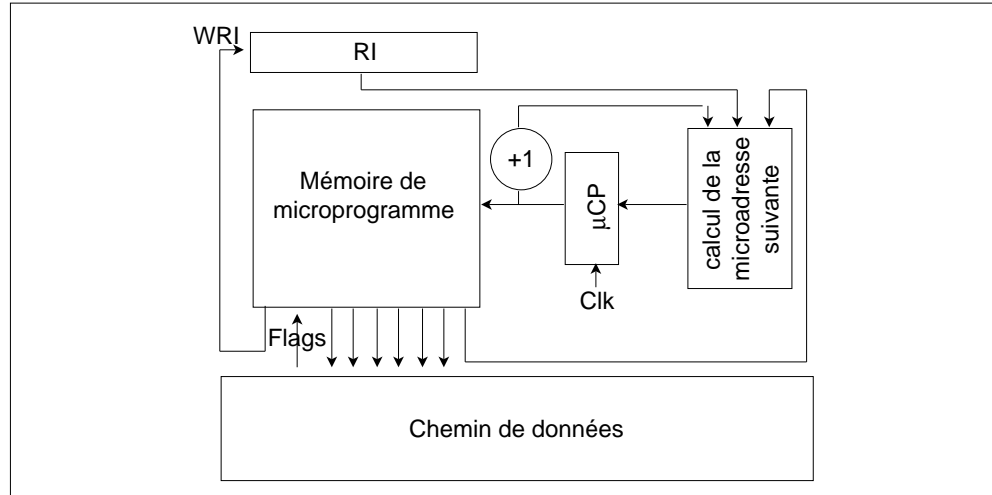 WRI
RI
Mémoire de
microprogramme
+1
µCP
calcul de la
microadresse
suivante
Clk
Flags
Chemin de données